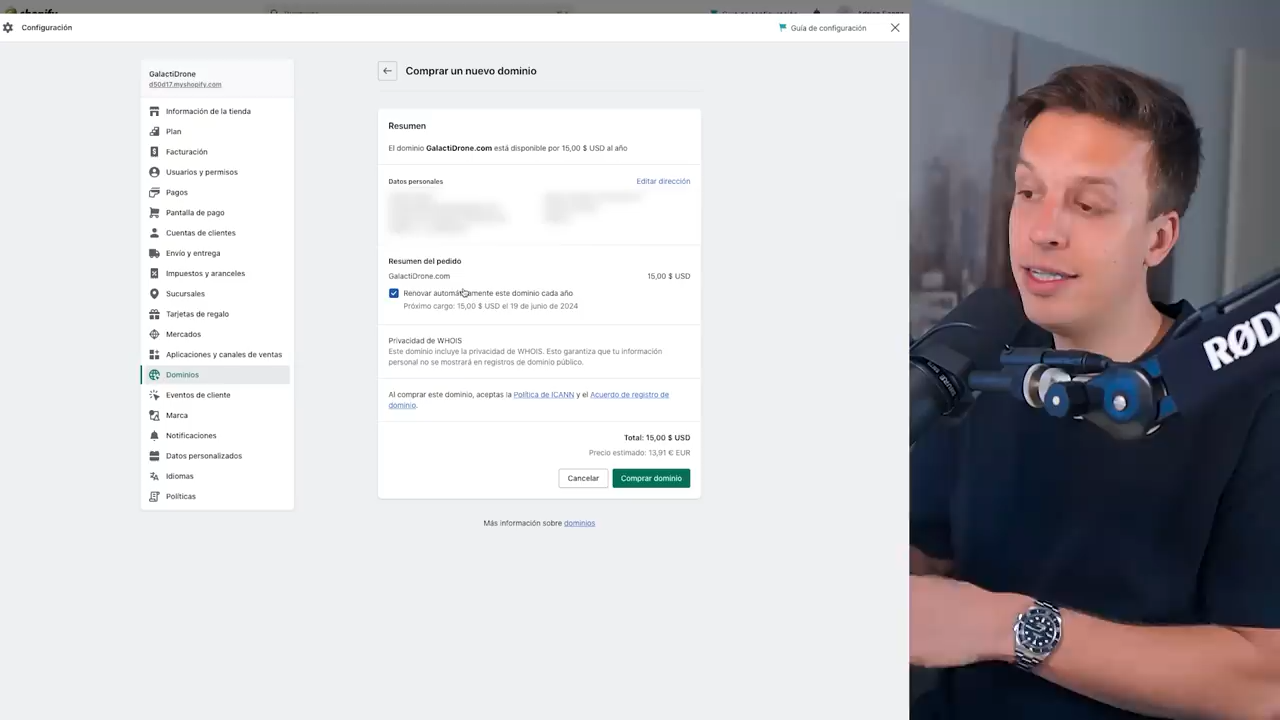 Configuración
Guía de configuración
GalactiDrone
d50d17.myshopify.com
Información de la tienda
Plan
Facturación
Usuarios y permisos
Pagos
Pantalla de pago
Cuentas de clientes
Envío y entrega
Impuestos y aranceles
Sucursales
Tarjetas de regalo
Mercados
Aplicaciones y canales de ventas
Dominios
Eventos de cliente
Marca
Notificaciones
Datos personalizados
Idiomas
Políticas
Comprar un nuevo dominio
Resumen
El dominio GalactiDrone.com está disponible por 15,00 $ USD al año
Datos personales
Editar dirección
Resumen del pedido
GalactiDrone.com 15,00 $ USD
Renovar automáticamente este dominio cada año
Próximo cargo: 15,00 $ USD el 19 de junio de 2024
Privacidad de WHOIS
Este dominio incluye la privacidad de WHOIS. Esto garantiza que tu información
personal no se mostrará en registros de dominio público.
Al comprar este dominio, aceptas la Política de ICANN y el Acuerdo de registro de
dominio.
Total: 15,00 $ USD
Precio estimado: 13,91 € EUR
Cancelar
Comprar dominio
Más información sobre dominios
RØD